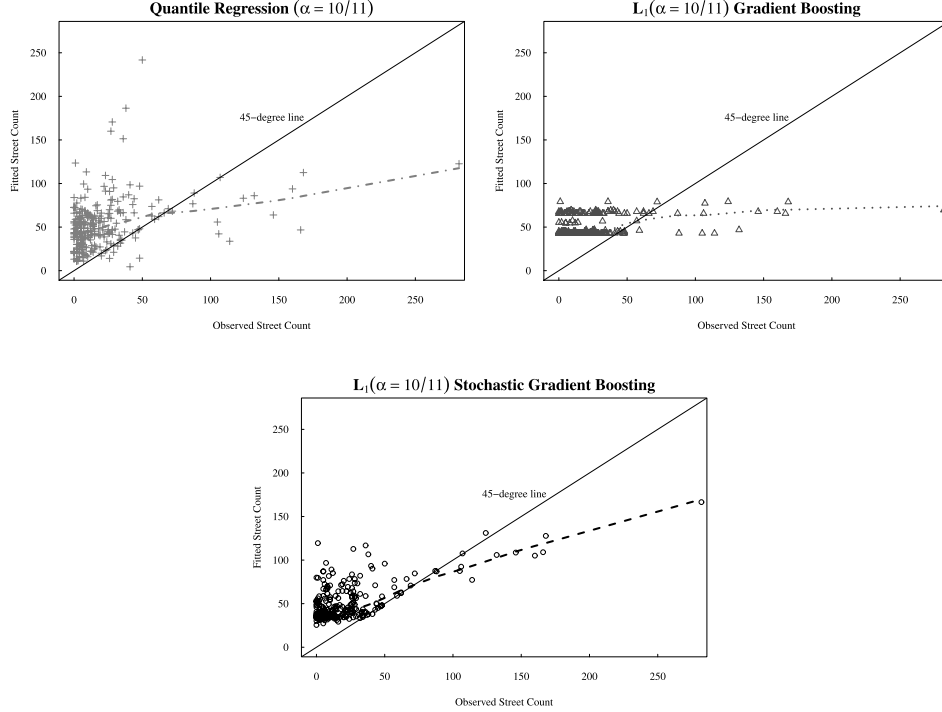 Quantile Regression (α = 10/11)
250
200
150
100
50
0
Fitted Street Count
45−degree line
0 50 100 150 200 250
Observed Street Count
L1(α = 10/11) Gradient Boosting
250
200
150
100
50
0
Fitted Street Count
45−degree line
0 50 100 150 200 250
Observed Street Count
L1(α = 10/11) Stochastic Gradient Boosting
250
200
150
100
50
0
Fitted Street Count
45−degree line
0 50 100 150 200 250
Observed Street Count